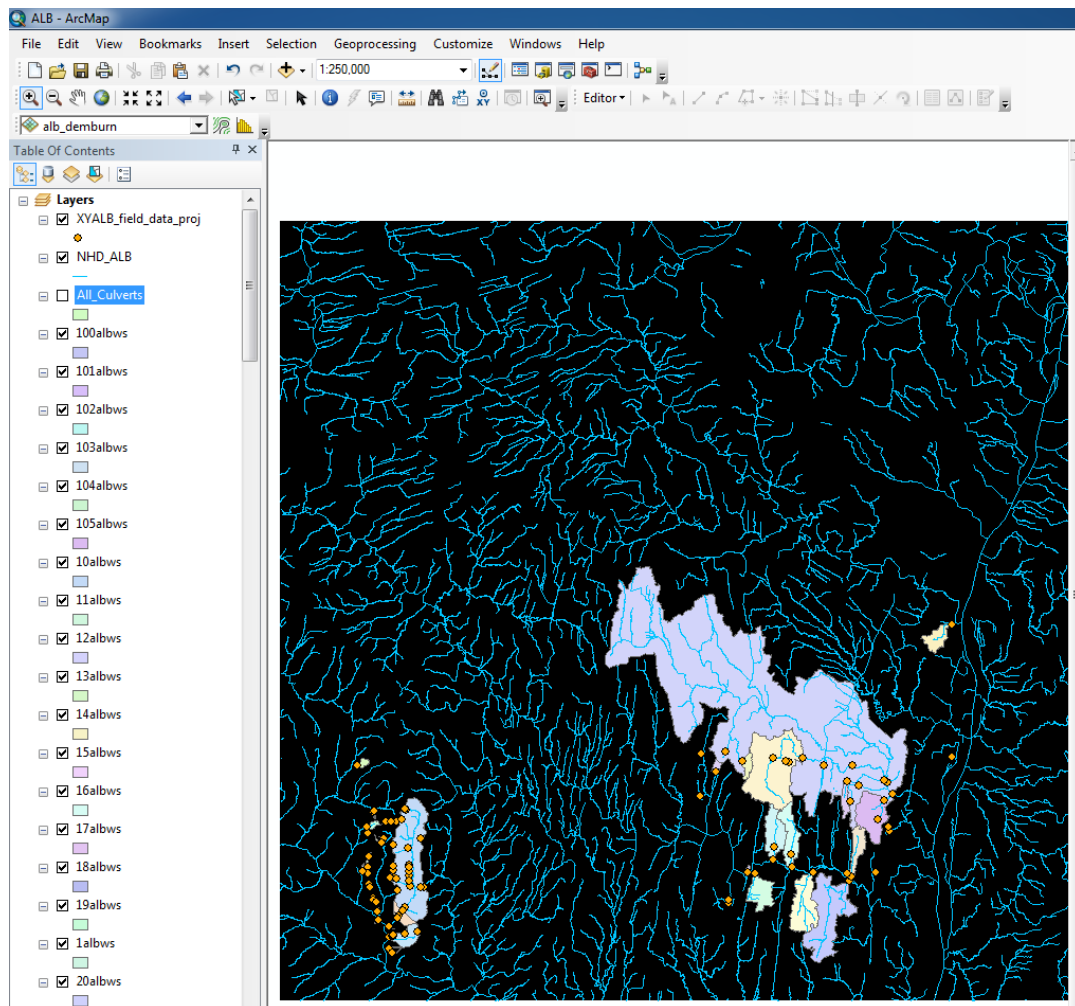 ALB - ArcMap
File Edit View Bookmarks Insert Selection Geoprocessing Customize Windows Help
1:250,000
Editor
alb_demburn
Table Of Contents
Layers
XYALB_field_data_proj
NHD_ALB
All_Culverts
100albws
101albws
102albws
103albws
104albws
105albws
10albws
11albws
12albws
13albws
14albws
15albws
16albws
17albws
18albws
19albws
1albws
20albws